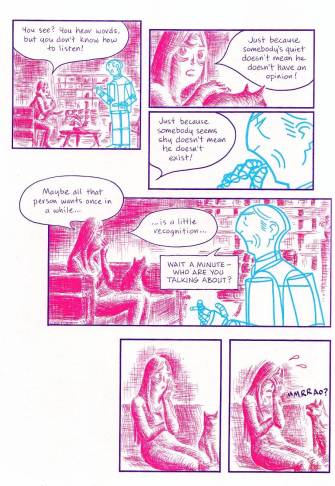 You see? You hear words,
but you don't know how
to listen!
Just because
somebody's quiet
doesn't mean he
doesn't have an
opinion!
Just because
somebody seems
shy doesn't mean
he doesn't
exist!
Maybe all that
person wants once in
a while...
...is a little
recognition...
WAIT A MINUTE–
WHO ARE YOU
TALKING ABOUT?
MMRRAO?